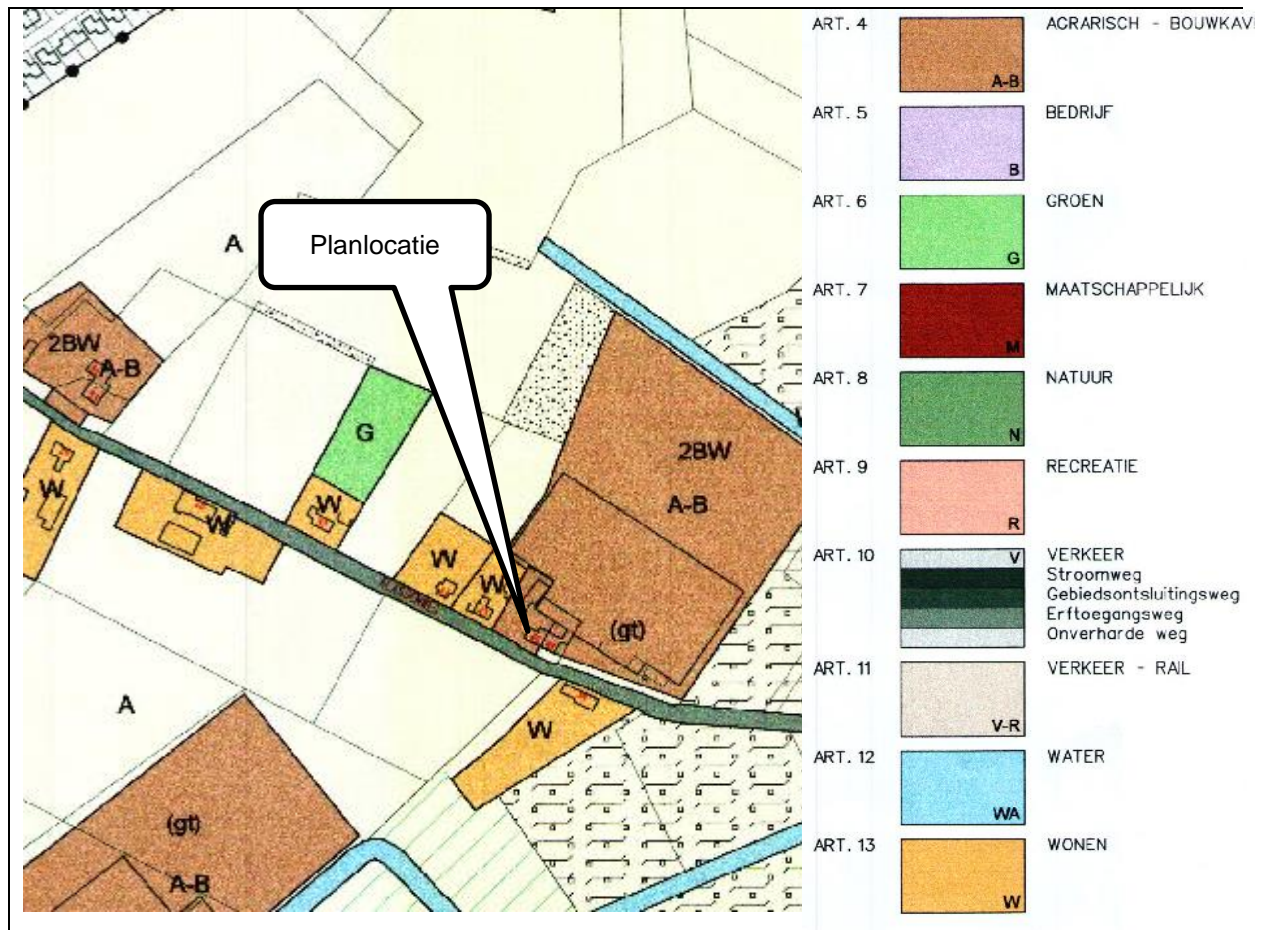 A
Planlocatie
2BW
A-B
G
W
W
W
2BW
A-B
W
W
(gt)
A
W
(gt)
A-B
ART. 4 AGRARISCH - BOUWKAV
A-B
ART. 5 BEDRIJF
B
ART. 6 GROEN
G
ART. 7 MAATSCHAPPELIJK
M
ART. 8 NATUUR
N
ART. 9 RECREATIE
R
ART. 10 V VERKEER
Stroomweg
Gebiedsontsluitingsweg
Erftoegangsweg
Onverharde weg
ART. 11 VERKEER - RAIL
V-R
ART. 12 WATER
WA
ART. 13 WONEN
W